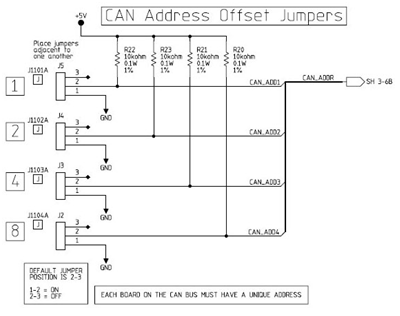 CAN Address Offset Jumpers
+5V
Place jumpers
adjacent to
one another
R22
10kohm
0.1W
1%
R23
10kohm
0.1W
1%
R21
10kohm
0.1W
1%
R20
10kohm
0.1W
1%
1
J1101A
J
J5
3
2
1
GND
CAN_ADD1
CAN_ADDR
SH 3-6B
2
J1102A
J
J4
3
2
1
GND
CAN_ADD2
4
J1103A
J
J3
3
2
1
GND
CAN_ADD3
8
J1104A
J
J2
3
2
1
GND
CAN_ADD4
DEFAULT JUMPER
POSITION IS 2-3
1-2 = ON
2-3 = OFF
EACH BOARD ON THE CAN BUS MUST HAVE A UNIQUE ADDRESS